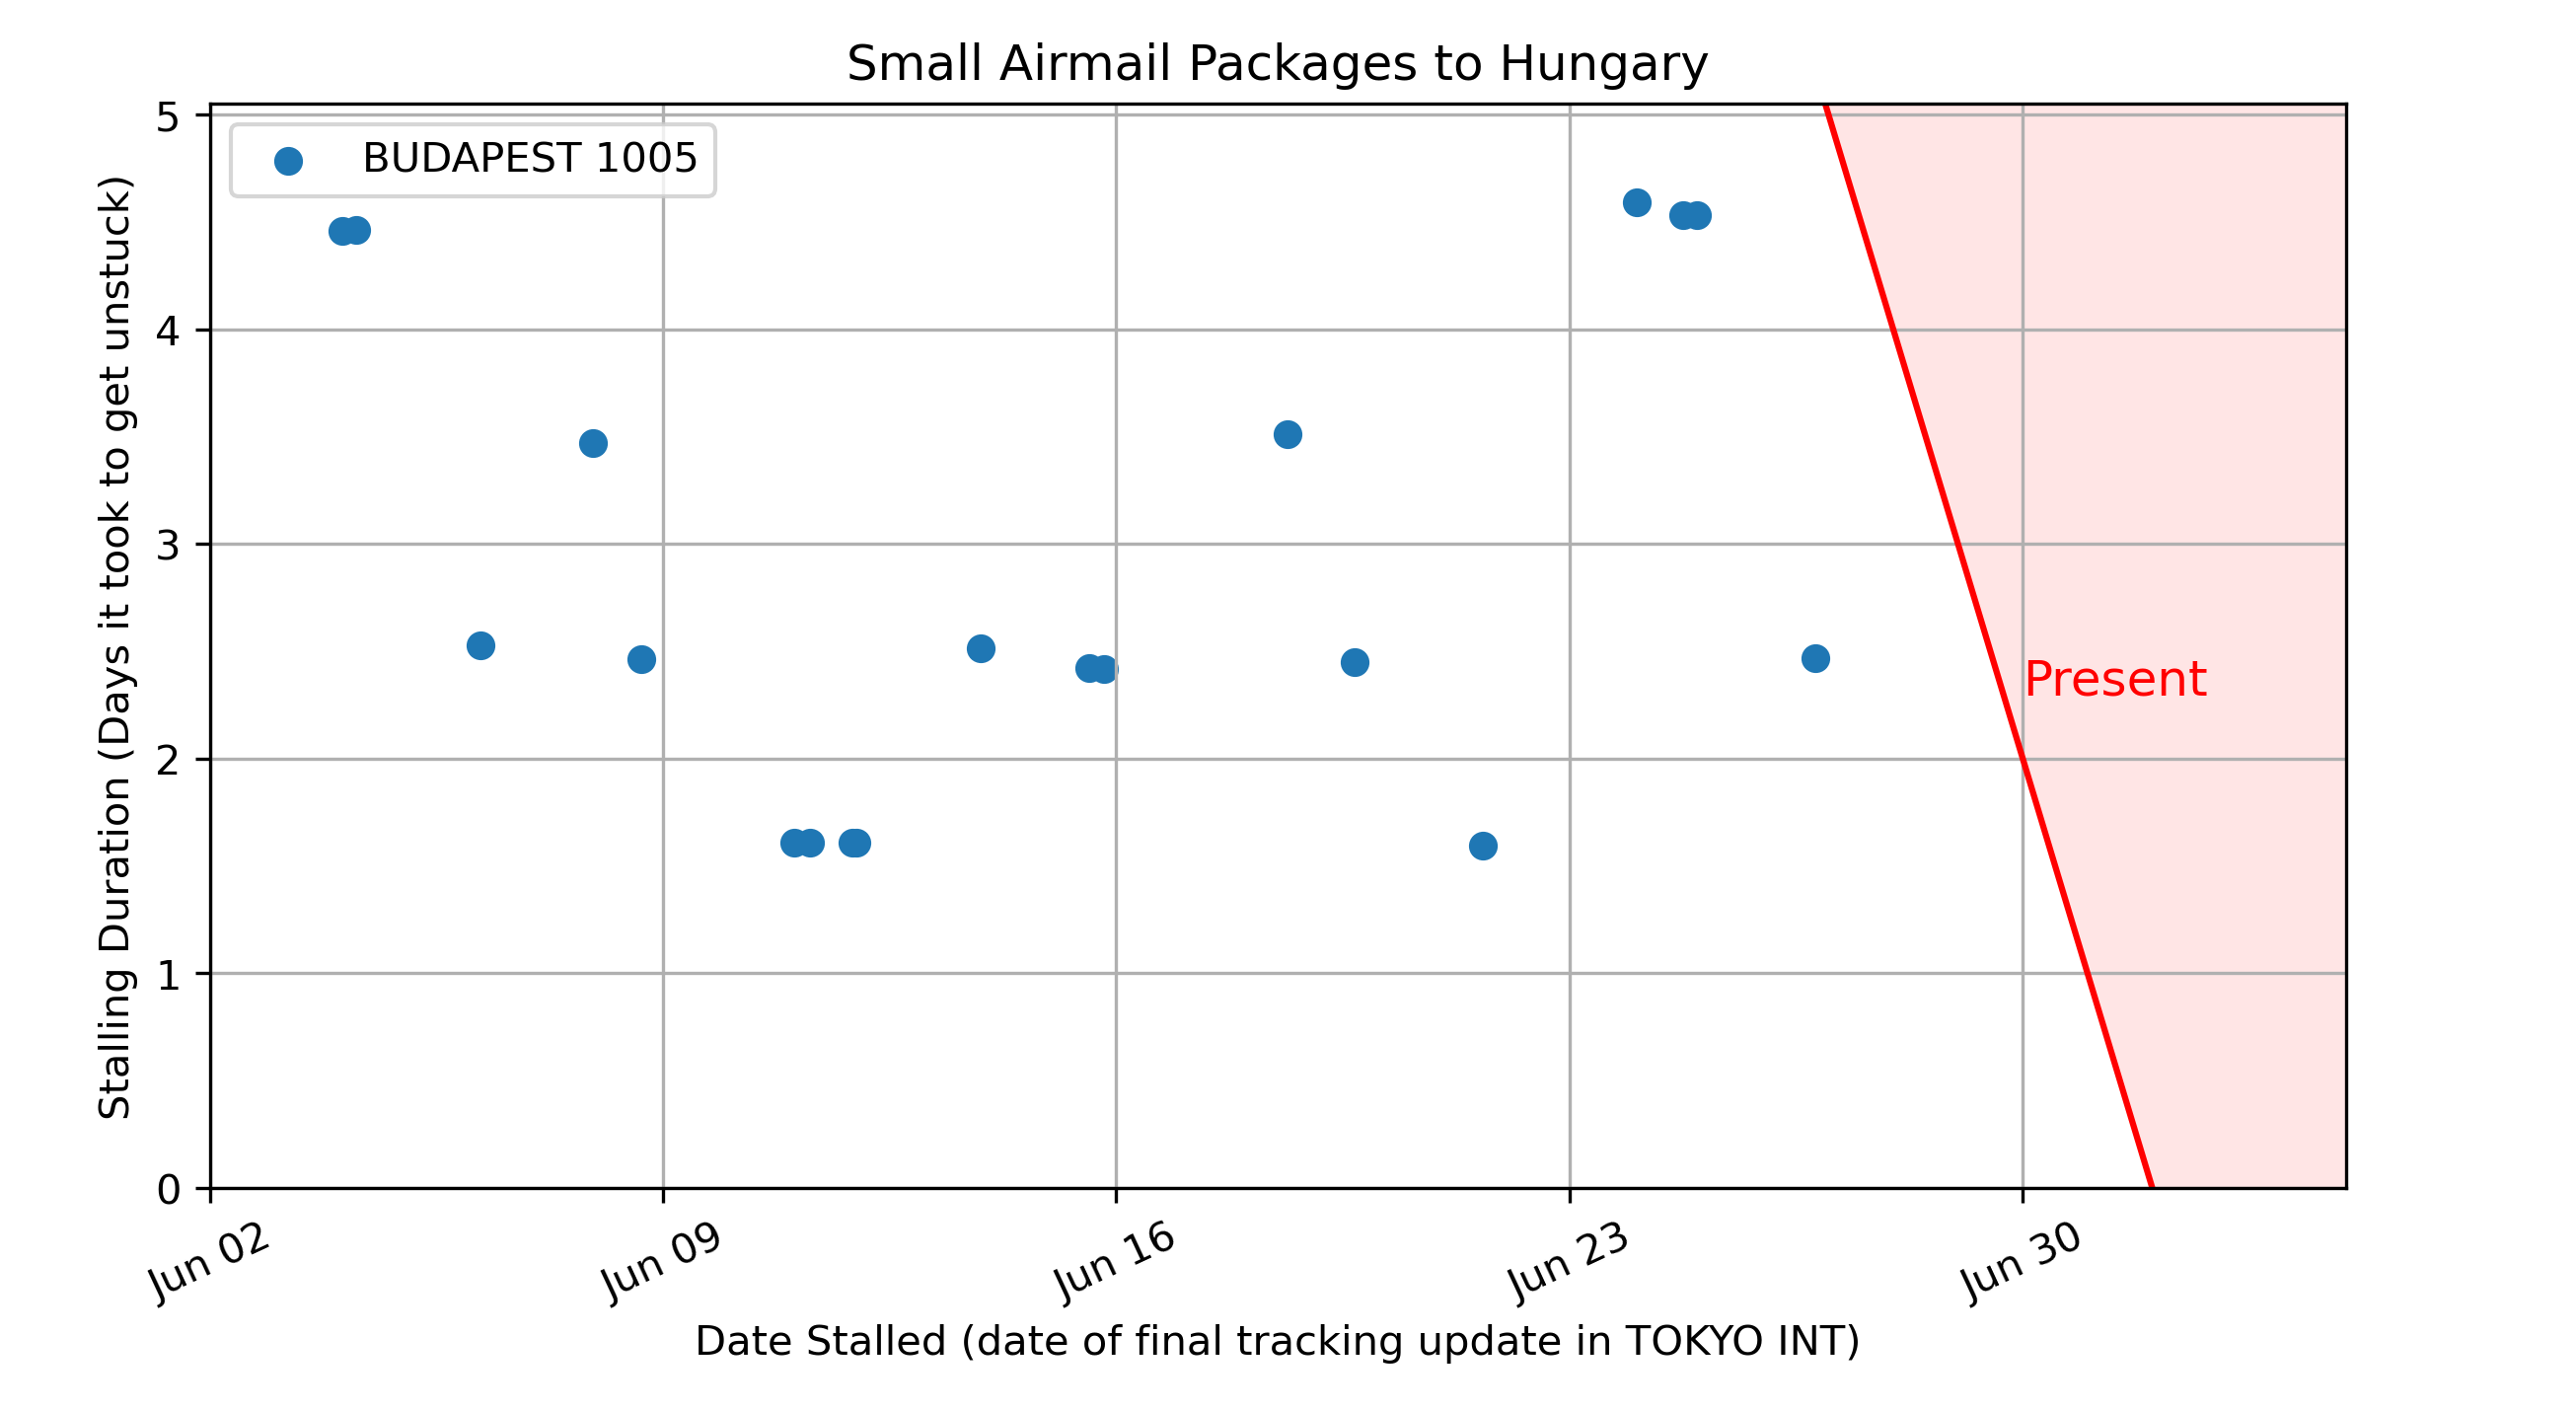 Small Airmail Packages to Hungary
BUDAPEST 1005
Stalling Duration (Days it took to get unstuck)
5
4
3
2
1
0
Present
Jun 02
Jun 09
Jun 16
Jun 23
Jun 30
Date Stalled (date of final tracking update in TOKYO INT)